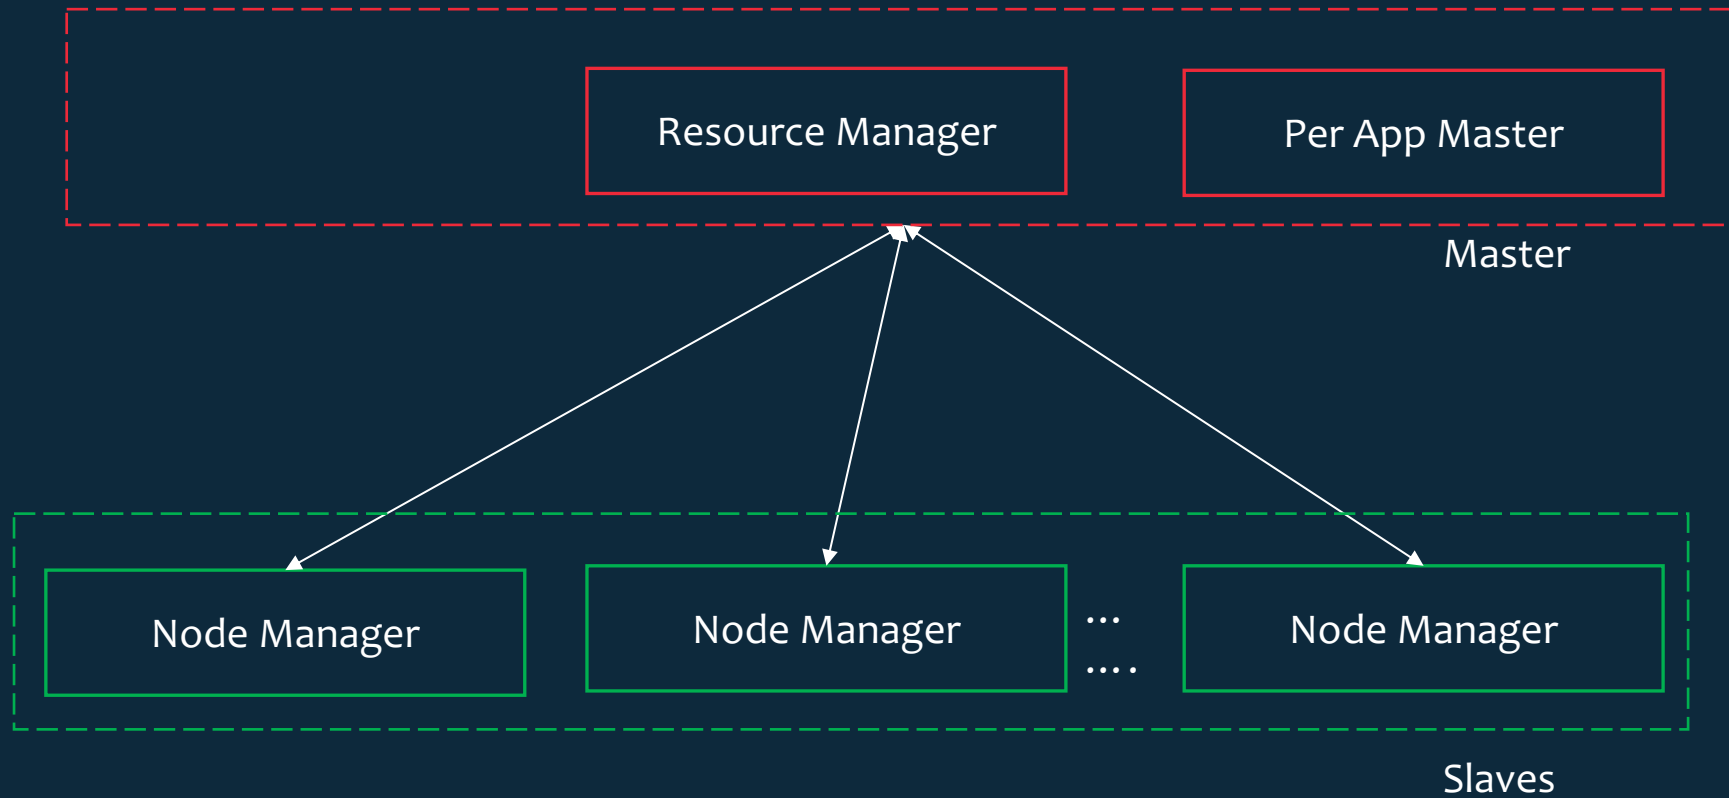 Resource Manager
Per App Master
Master
Node Manager
Node Manager
...
....
Node Manager
Slaves